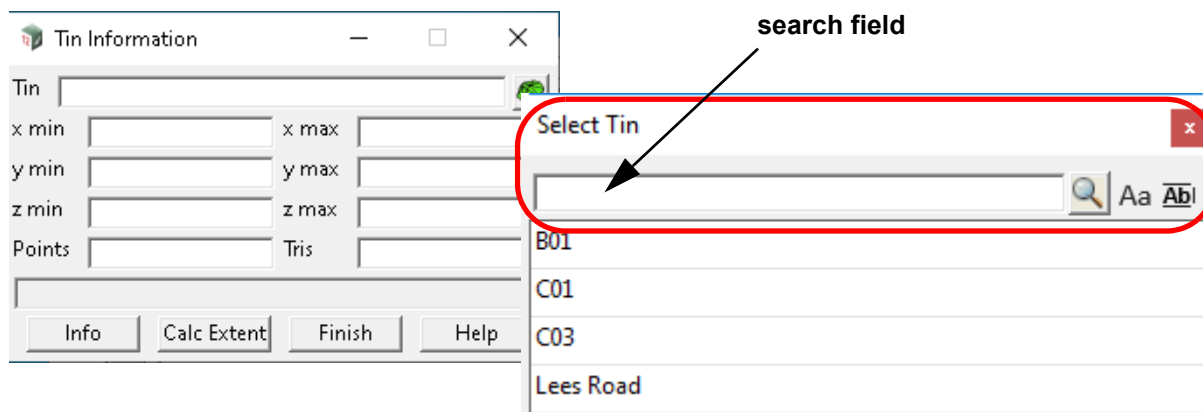 search field
Tin Information
Tin
x min
x max
y min
y max
z min
z max
Points
Tris
Info
Calc Extent
Finish
Help
Select Tin
x
Aa Ab
B01
C01
C03
Lees Road